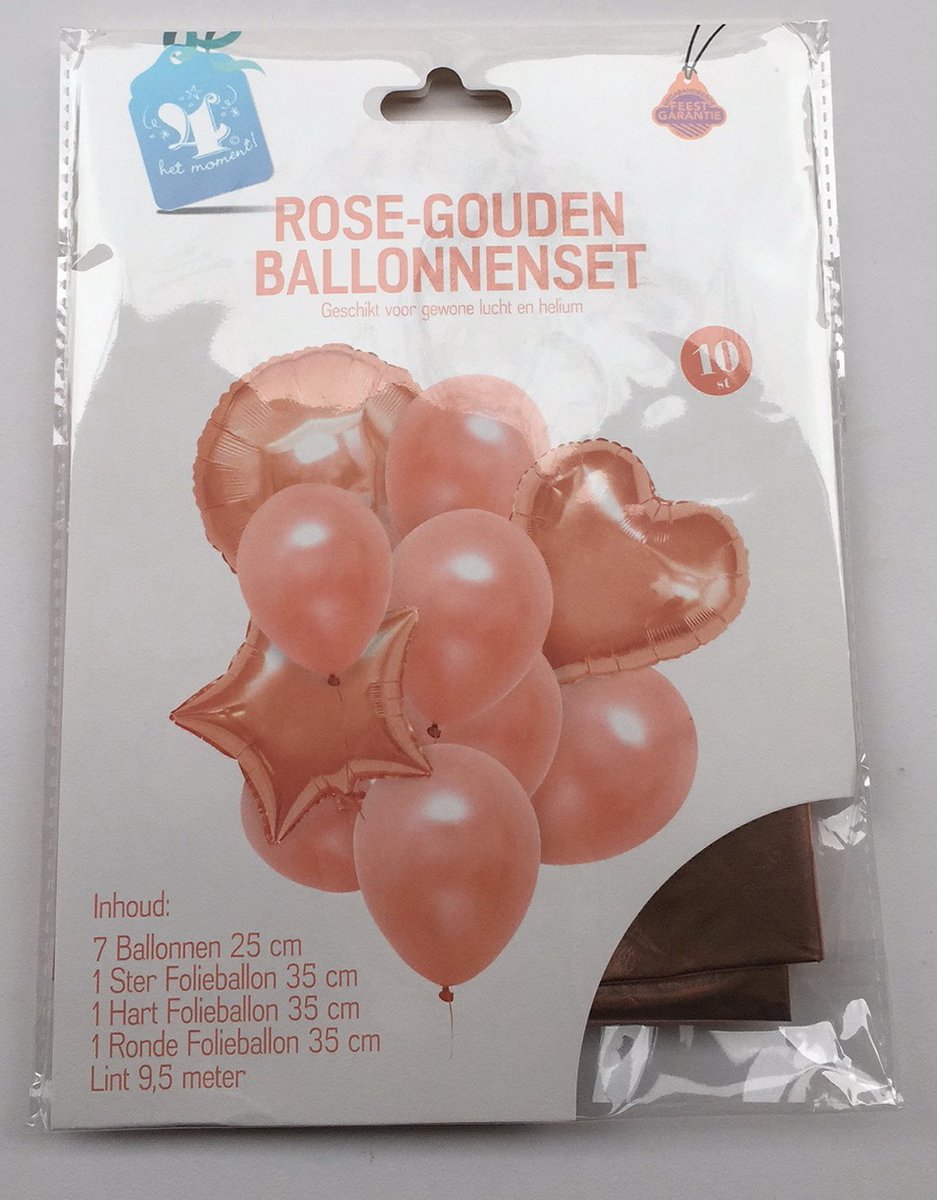 4
het moment!
FEEST
GARANTIE
ROSE-GOUDEN
BALLONNENSET
Geschikt voor gewone lucht en helium
10
st
Inhoud:
7 Ballonnen 25 cm
1 Ster Folieballon 35 cm
1 Hart Folieballon 35 cm
1 Ronde Folieballon 35 cm
Lint 9,5 meter